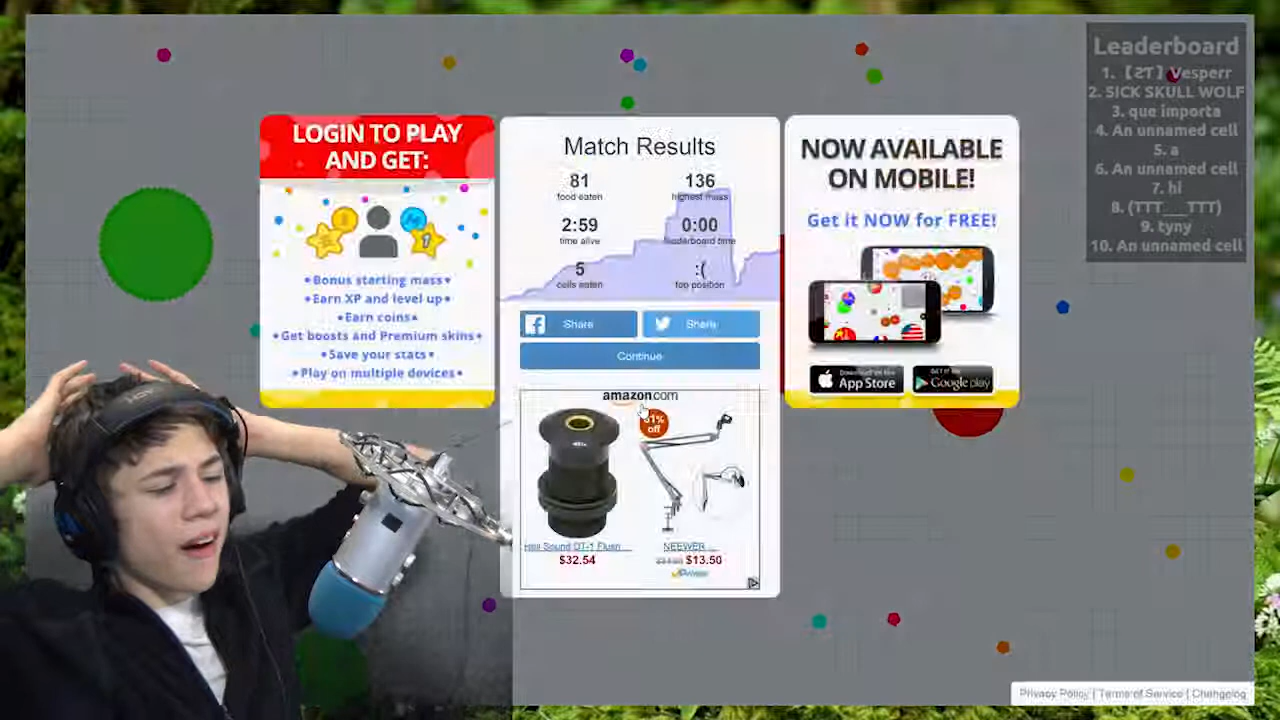 LOGIN TO PLAY
AND GET:
•Bonus starting mass•
•Earn XP and level up•
•Earn coins•
•Get boosts and Premium skins•
•Save your stats•
•Play on multiple devices•
Match Results
81
food eaten
136
highest mass
2:59
time alive
0:00
leaderboard time
5
cells eaten
:(
top position
Share
Share
Continue
amazon.com
off
$32.54
NEEWER ...
$13.50
NOW AVAILABLE
ON MOBILE!
Get it NOW for FREE!
App Store
GET IT ON
Google play
Leaderboard
1. [ƧT] Vesperr
2. SICK SKULL WOLF
3. que importa
4. An unnamed cell
5. a
6. An unnamed cell
7. hi
8. (TTT___TTT)
9. tyny
10. An unnamed cell
Privacy Policy | Terms of Service | Changelog